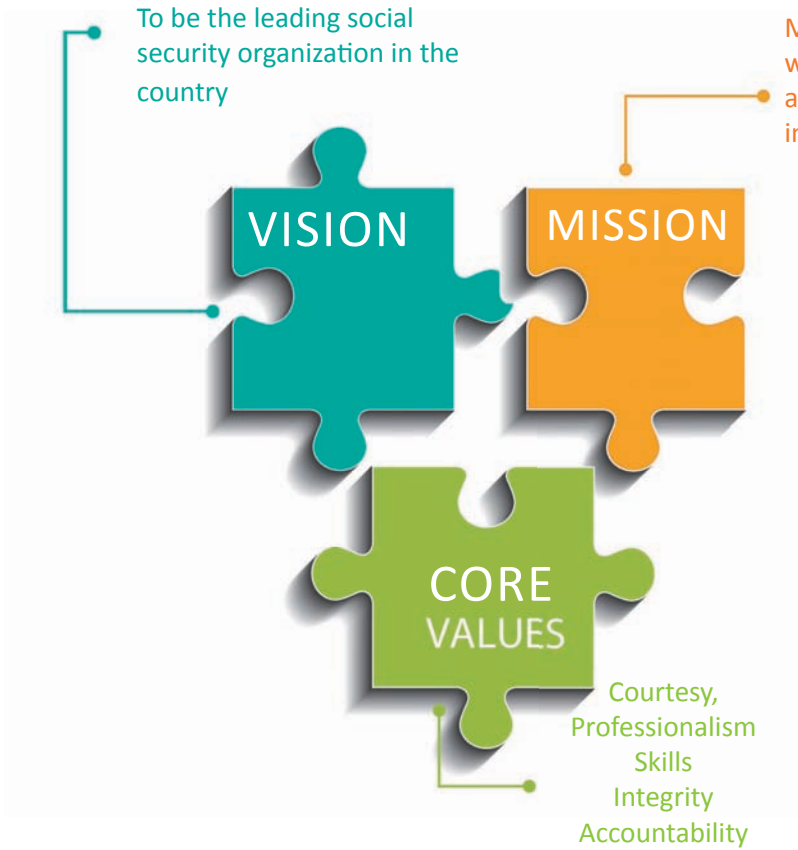 To be the leading social
security organization in the
country
VISION
MISSION
CORE
VALUES
Courtesy,
Professionalism
Skills
Integrity
Accountability